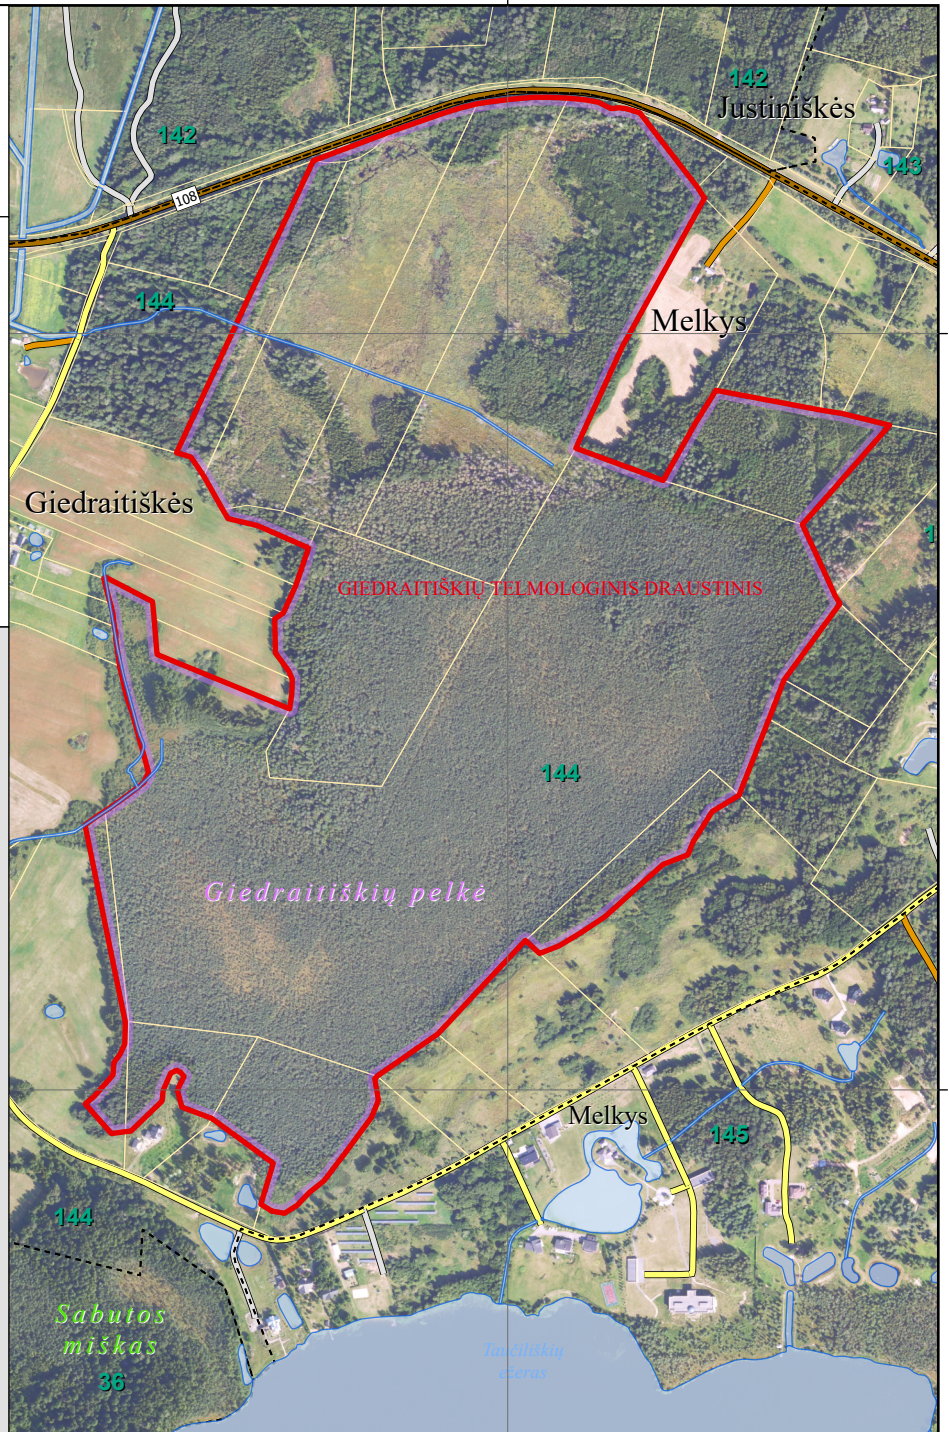 142
Justiniškės
142
143
108
144
Melkys
Giedraitiškės
GIEDRAITIŠKIŲ TELMOLOGINIS DRAUSTINIS
144
Giedraitiškių pelkė
Melkys
145
144
Sabutos
miškas
36
Taučiliškių
ežeras